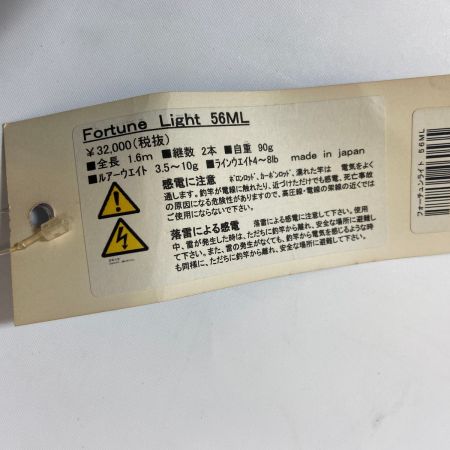 Fortune Light 56ML
¥32,000(税抜)
■全長 1.6m ■継数 2本 ■自重 90g
■ルアーウエイト 3.5～10g ■ラインウエイト4～8lb made in japan
感電に注意 ボロンロッド、カーボンロッド、濡れた竿は 電気をよく
通します。釣竿が電線に触れたり、近づけただけでも感電、死亡事故
の原因になる危険性がありますので、高圧線・電線の架線の近くでは
ご使用にならないで下さい。
落雷による感電 落雷による感電に注意して下さい。使用
中、雷が発生した時は、ただちに釣竿から離れ、安全な場所に避難し
て下さい。また、雷の発生がなくても、釣竿から電気を感じるような時
も同様に、ただちに釣竿から離れ、安全な場所に避難して下さい。
フォーチュンライト 56ML